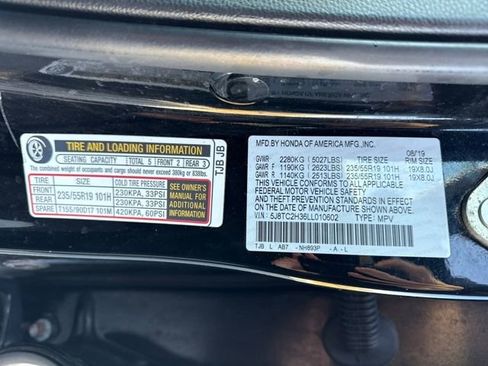 TIRE AND LOADING INFORMATION
SEATING CAPACITY TOTAL 5 FRONT 2 REAR 3
The combined weight of occupants and cargo should never exceed 380kg or 838lbs.
TIRE SIZE COLD TIRE PRESSURE
FRONT 235/55R19 101H 230KPA, 33PSI
REAR 230KPA, 33PSI
SPARE T155/90D17 101M 420KPA, 60PSI
SEE OWNER'S MANUAL FOR ADDITIONAL INFORMATION
TJB JB
MFD.BY HONDA OF AMERICA MFG.,INC. 08/19
GVWR 2280KG (5027LBS) TIRE SIZE RIM SIZE
GAWR F 1190KG (2623LBS) 235/55R19 101H 19X8.0J
GAWR R 1140KG (2513LBS) 235/55R19 101H 19X8.0J
THIS VEHICLE CONFORMS TO ALL APPLICABLE FEDERAL MOTOR
VEHICLE SAFETY
AND THEFT PREVENTION STANDARDS IN EFFECT ON THE
DATE OF MANUFACTURE SHOWN ABOVE.
V.I.N.: 5J8TC2H36LL010602 TYPE: MPV
TJB L AB7 - NH893P - A - L